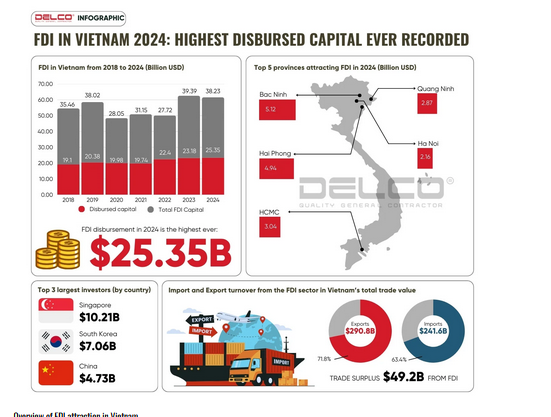 DELCO® INFOGRAPHIC
FDI IN VIETNAM 2024: HIGHEST DISBURSED CAPITAL EVER RECORDED
FDI in Vietnam from 2018 to 2024 (Billion USD)
70.00
60.00
50.00
40.00
30.00
20.00
10.00
0.00
35.46
38.02
28.05
31.15
27.72
39.39
38.23
19.1
20.38
19.98
19.74
22.4
23.18
25.35
2018
2019
2020
2021
2022
2023
2024
Disbursed capital
Total FDI Capital
FDI disbursement in 2024 is the highest ever:
$25.35B
Top 5 provinces attracting FDI in 2024 (Billion USD)
Bac Ninh
5.12
Quang Ninh
2.87
Hai Phong
4.94
Ha Noi
2.16
HCMC
3.04
DELCO®
QUALITY GENERAL CONTRACTOR
Top 3 largest investors (by country)
Singapore
$10.21B
South Korea
$7.06B
China
$4.73B
Import and Export turnover from the FDI sector in Vietnam's total trade value
EXPORT
IMPORT
IMPORT
Exports
$290.8B
71.8%
Imports
$241.6B
63.4%
TRADE SURPLUS $49.2B FROM FDI
Overview of FDI attraction in Vietnam